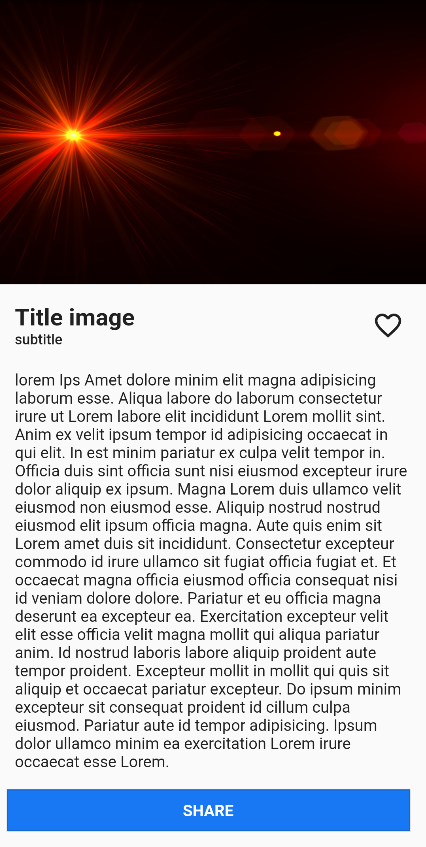 Title image
subtitle
lorem Ips Amet dolore minim elit magna adipisicing
laborum esse. Aliqua labore do laborum consectetur
irure ut Lorem labore elit incididunt Lorem mollit sint.
Anim ex velit ipsum tempor id adipisicing occaecat in
qui elit. In est minim pariatur ex culpa velit tempor in.
Officia duis sint officia sunt nisi eiusmod excepteur irure
dolor aliquip ex ipsum. Magna Lorem duis ullamco velit
eiusmod non eiusmod esse. Aliquip nostrud nostrud
eiusmod elit ipsum officia magna. Aute quis enim sit
Lorem amet duis sit incididunt. Consectetur excepteur
commodo id irure ullamco sit fugiat officia fugiat et. Et
occaecat magna officia eiusmod officia consequat nisi
id veniam dolore dolore. Pariatur et eu officia magna
deserunt ea excepteur ea. Exercitation excepteur velit
elit esse officia velit magna mollit qui aliqua pariatur
anim. Id nostrud laboris labore aliquip proident aute
tempor proident. Excepteur mollit in mollit qui quis sit
aliquip et occaecat pariatur excepteur. Do ipsum minim
excepteur sit consequat proident id cillum culpa
eiusmod. Pariatur aute id tempor adipisicing. Ipsum
dolor ullamco minim ea exercitation Lorem irure
occaecat esse Lorem.
SHARE